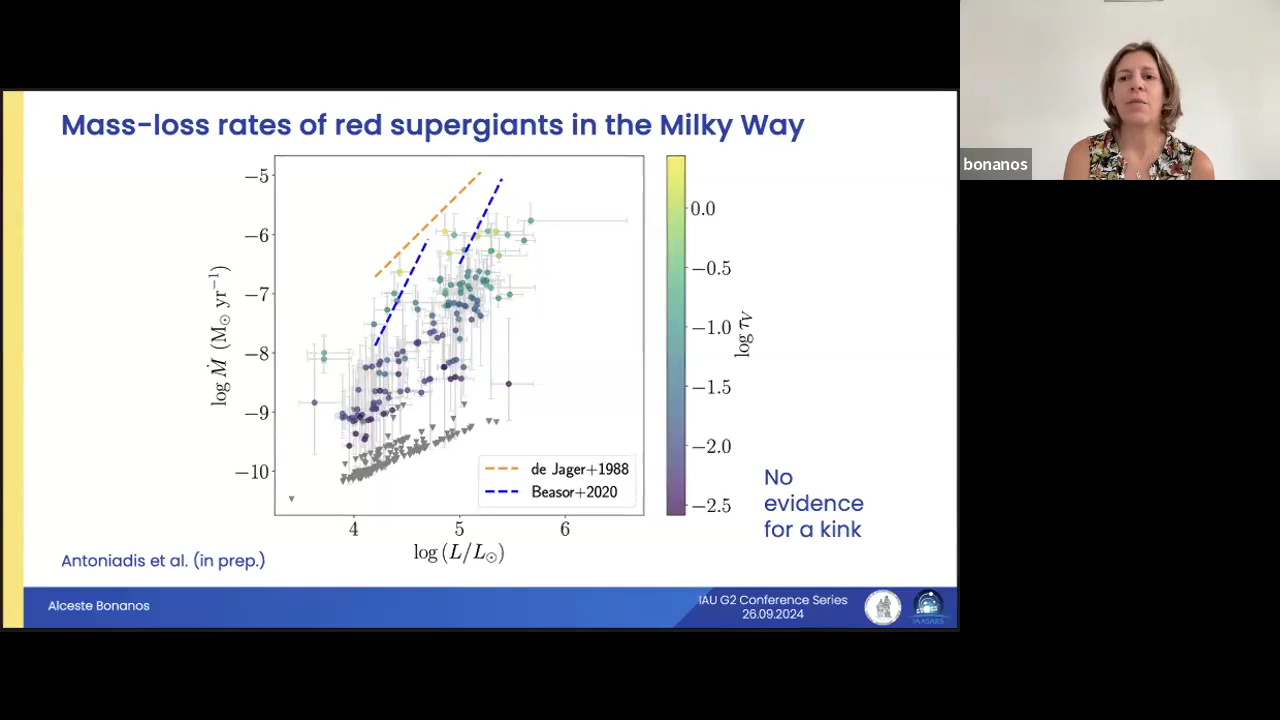 bonanos
Mass-loss rates of red supergiants in the Milky Way
−5
−6
−7
−8
−9
−10
log Ṁ (M⊙ yr⁻¹)
4
5
6
log (L/L⊙)
de Jager+1988
Beasor+2020
0.0
−0.5
−1.0
−1.5
−2.0
−2.5
log τV
No
evidence
for a kink
Antoniadis et al. (in prep.)
Alceste Bonanos
IAU G2 Conference Series
26.09.2024
IAASARS